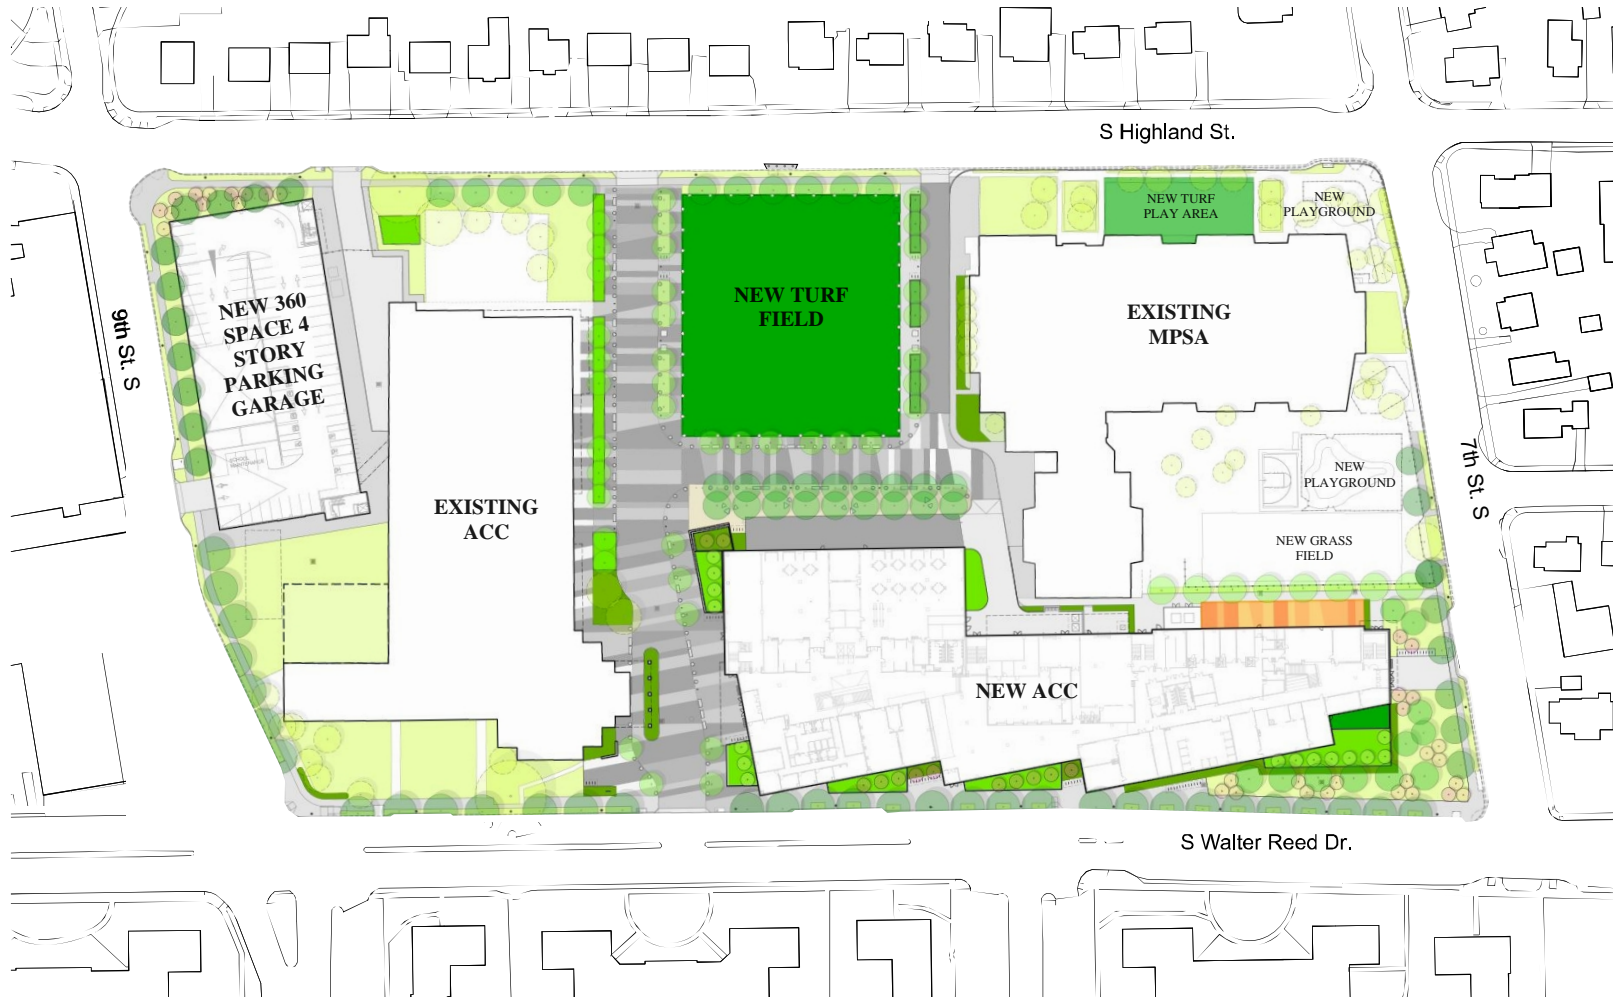 S Highland St.
NEW TURF
PLAY AREA
NEW
PLAYGROUND
NEW 360
SPACE 4
STORY
PARKING
GARAGE
9th St. S
NEW TURF
FIELD
EXISTING
MPSA
EXISTING
ACC
NEW
PLAYGROUND
7th St. S
NEW GRASS
FIELD
NEW ACC
S Walter Reed Dr.